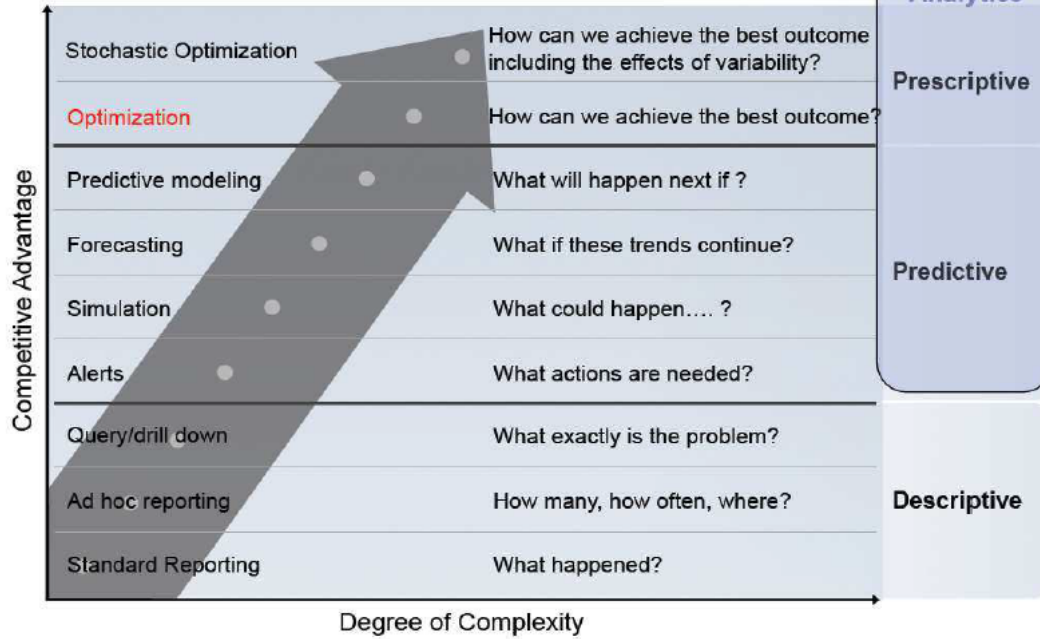 Analytics
Stochastic Optimization
How can we achieve the best outcome
including the effects of variability?
Prescriptive
Optimization
How can we achieve the best outcome?
Predictive modeling
What will happen next if ?
Forecasting
What if these trends continue?
Predictive
Simulation
What could happen.... ?
Alerts
What actions are needed?
Query/drill down
What exactly is the problem?
Ad hoc reporting
How many, how often, where?
Descriptive
Standard Reporting
What happened?
Competitive Advantage
Degree of Complexity